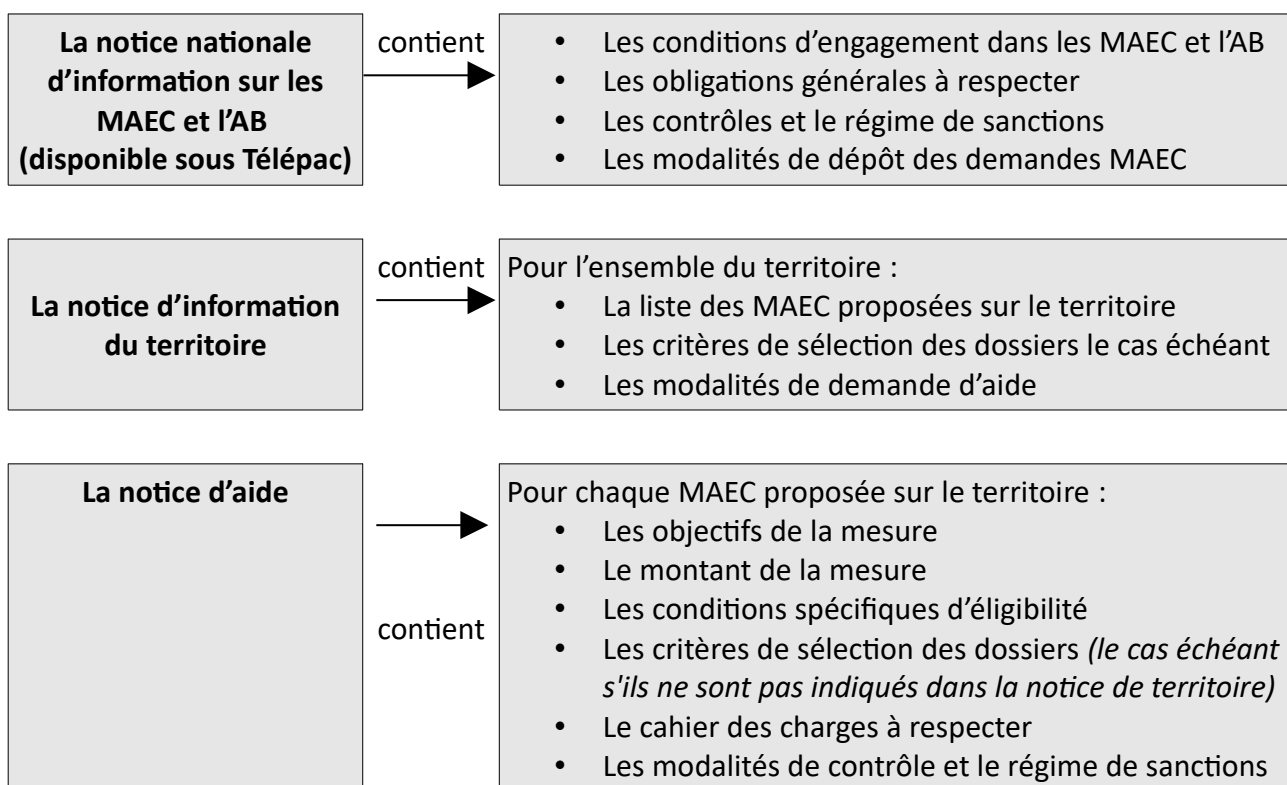 La notice nationale
d’information sur les
MAEC et l’AB
(disponible sous Télépac)
contient
• Les conditions d’engagement dans les MAEC et l’AB
• Les obligations générales à respecter
• Les contrôles et le régime de sanctions
• Les modalités de dépôt des demandes MAEC
La notice d’information
du territoire
contient
Pour l’ensemble du territoire :
• La liste des MAEC proposées sur le territoire
• Les critères de sélection des dossiers le cas échéant
• Les modalités de demande d’aide
La notice d’aide
contient
Pour chaque MAEC proposée sur le territoire :
• Les objectifs de la mesure
• Le montant de la mesure
• Les conditions spécifiques d’éligibilité
• Les critères de sélection des dossiers (le cas échéant
s'ils ne sont pas indiqués dans la notice de territoire)
• Le cahier des charges à respecter
• Les modalités de contrôle et le régime de sanctions